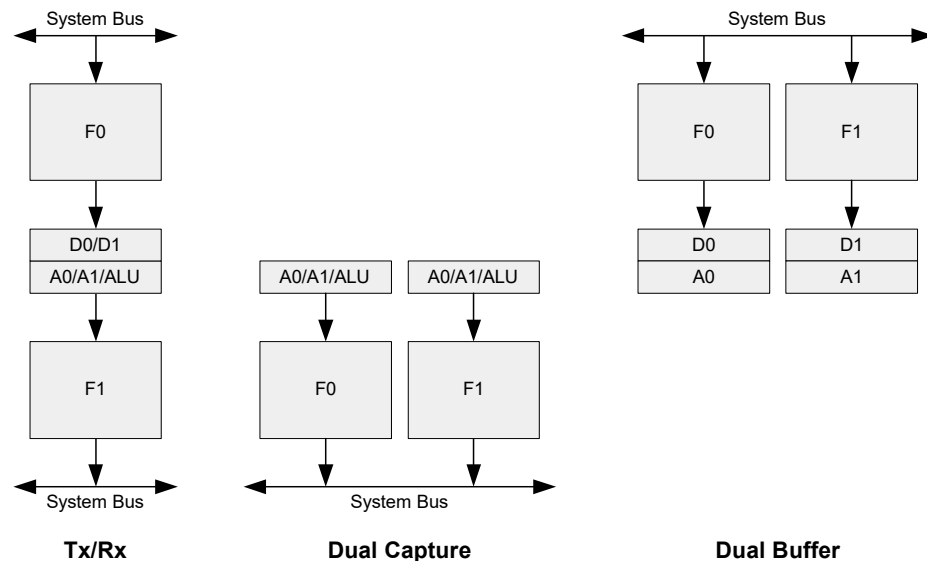 System Bus
F0
D0/D1
A0/A1/ALU
F1
System Bus
Tx/Rx
A0/A1/ALU
A0/A1/ALU
F0
F1
System Bus
Dual Capture
System Bus
F0
F1
D0
D1
A0
A1
Dual Buffer